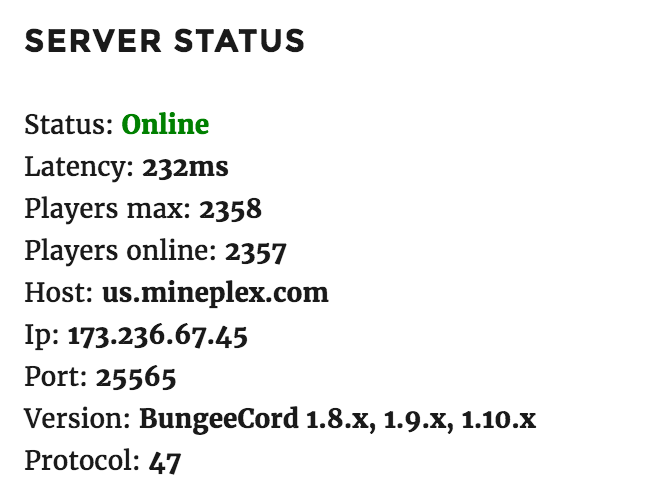 SERVER STATUS
Status: Online
Latency: 232ms
Players max: 2358
Players online: 2357
Host: us.mineplex.com
Ip: 173.236.67.45
Port: 25565
Version: BungeeCord 1.8.x, 1.9.x, 1.10.x
Protocol: 47